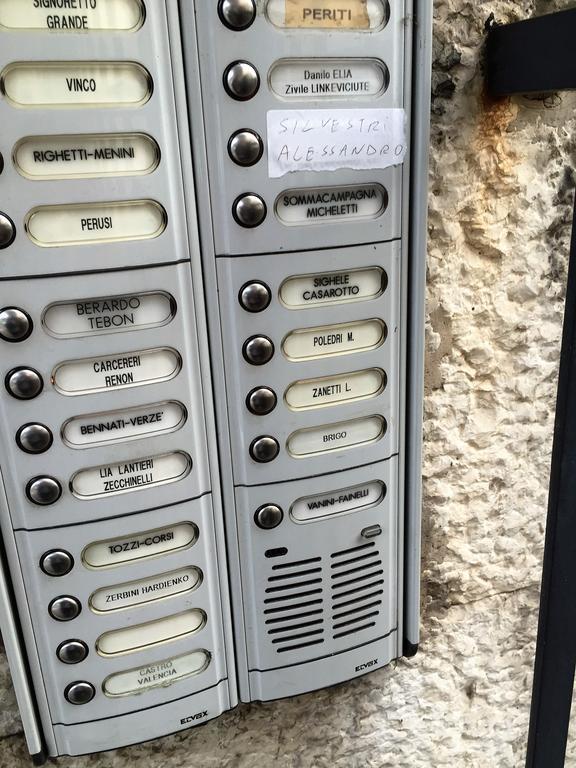 SIGNORETTO
GRANDE
VINCO
RIGHETTI-MENINI
PERUSI
BERARDO
TEBON
CARCERERI
RENON
BENNATI-VERZE'
LIA LANTIERI
ZECCHINELLI
TOZZI-CORSI
ZERBINI HARDIENKO
CASTRO
VALENCIA
ELVOX
PERITI
Danilo ELIA
Zivile LINKEVICIUTE
SILVESTRI
ALESSANDRO
SOMMACAMPAGNA
MICHELETTI
SIGHELE
CASAROTTO
POLEDRI M.
ZANETTI L.
BRIGO
VANINI-FAINELLI
ELVOX